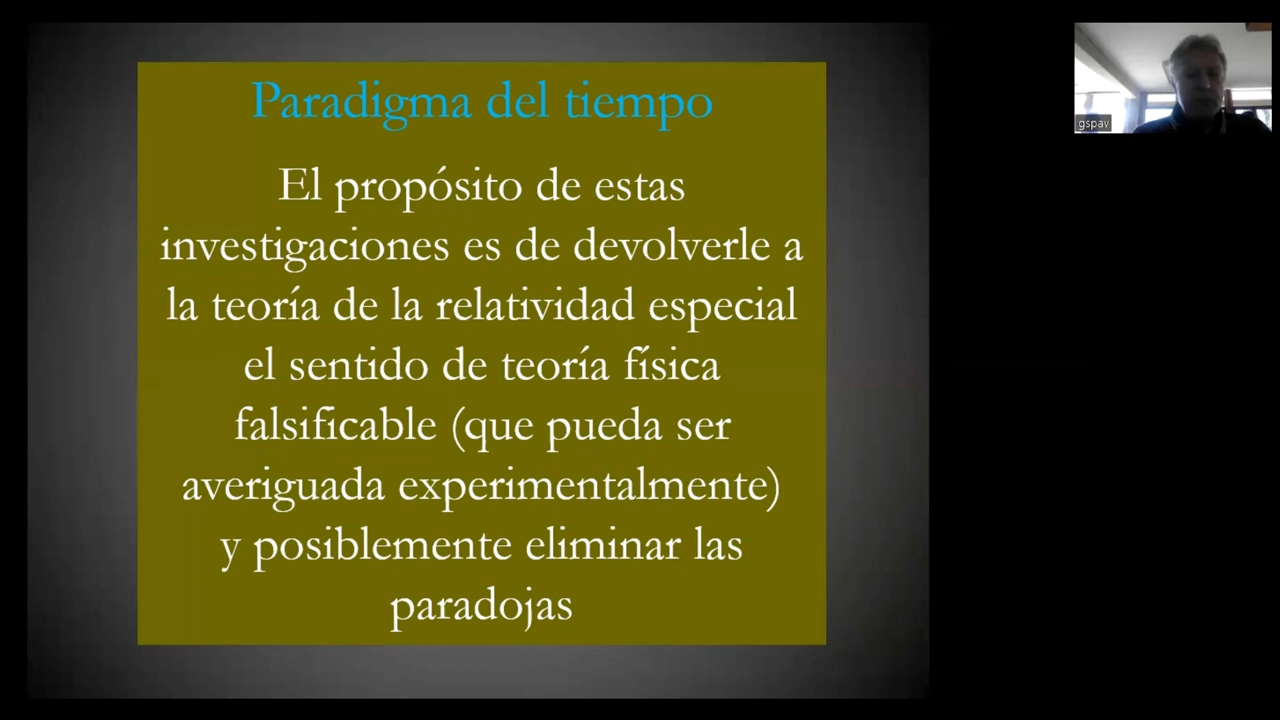 Paradigma del tiempo
El propósito de estas
investigaciones es de devolverle a
la teoría de la relatividad especial
el sentido de teoría física
falsificable (que pueda ser
averiguada experimentalmente)
y posiblemente eliminar las
paradojas
gspav